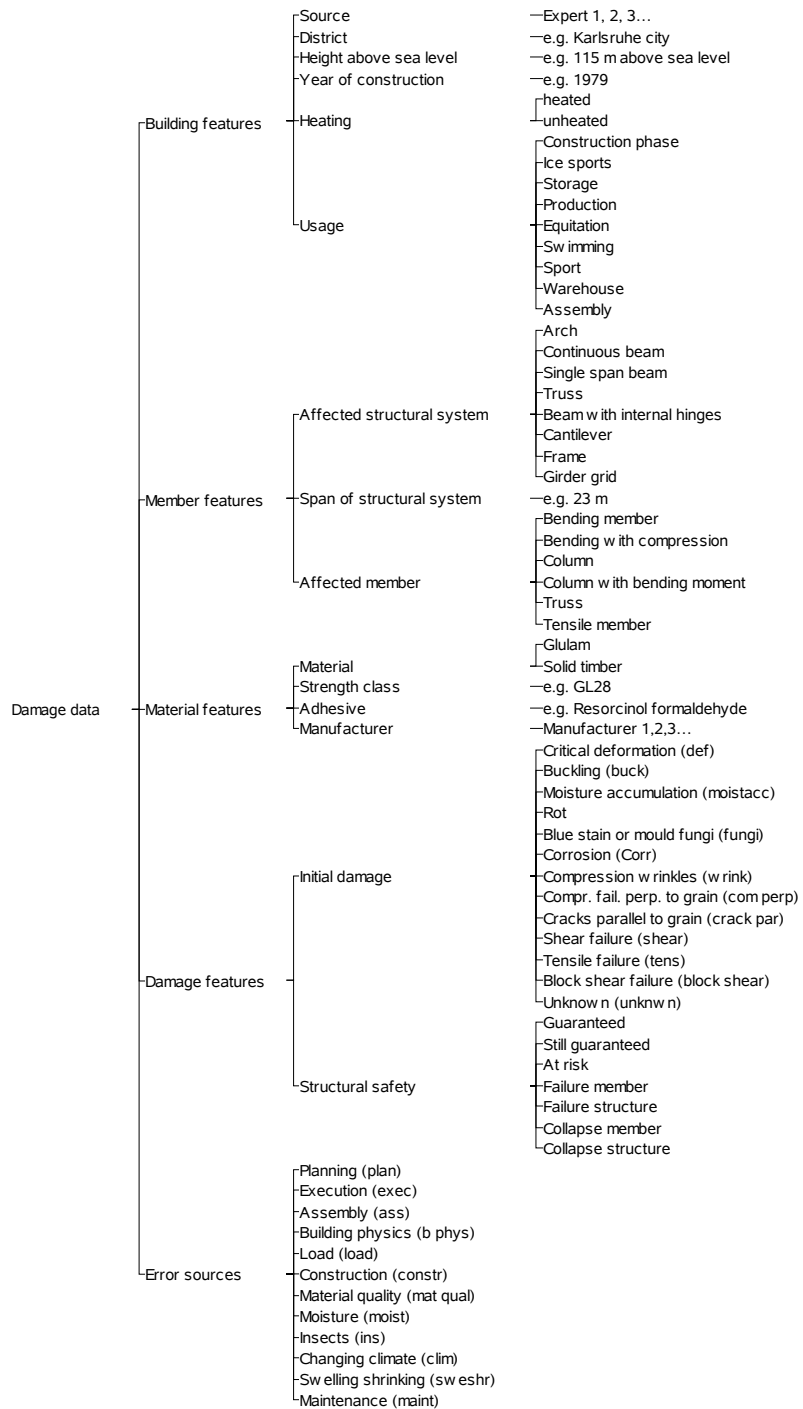 Source Expert 1, 2, 3...
District e.g. Karlsruhe city
Height above sea level e.g. 115 m above sea level
Year of construction e.g. 1979
heated
Building features Heating unheated
Construction phase
Ice sports
Storage
Production
Usage Equitation
Swimming
Sport
Warehouse
Assembly
Arch
Continuous beam
Single span beam
Truss
Affected structural system Beam with internal hinges
Cantilever
Frame
Girder grid
Member features Span of structural system e.g. 23 m
Bending member
Bending with compression
Column
Affected member Column with bending moment
Truss
Tensile member
Glulam
Material Solid timber
Strength class e.g. GL28
Damage data Material features Adhesive e.g. Resorcinol formaldehyde
Manufacturer Manufacturer 1,2,3...
Critical deformation (def)
Buckling (buck)
Moisture accumulation (moistacc)
Rot
Blue stain or mould fungi (fungi)
Corrosion (Corr)
Initial damage Compression wrinkles (wrink)
Compr. fail. perp. to grain (com perp)
Cracks parallel to grain (crack par)
Shear failure (shear)
Tensile failure (tens)
Damage features Block shear failure (block shear)
Unknown (unknwn)
Guaranteed
Still guaranteed
At risk
Structural safety Failure member
Failure structure
Collapse member
Collapse structure
Planning (plan)
Execution (exec)
Assembly (ass)
Building physics (b phys)
Load (load)
Error sources Construction (constr)
Material quality (mat qual)
Moisture (moist)
Insects (ins)
Changing climate (clim)
Swelling shrinking (sweshr)
Maintenance (maint)